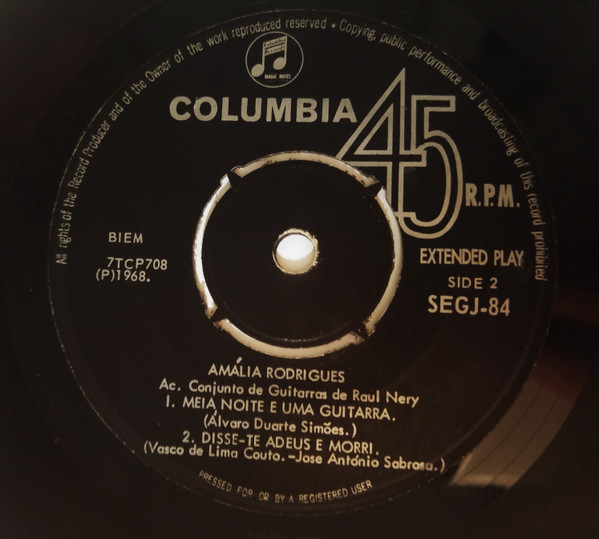 All rights of the Record Producer and of the Owner of the work reproduced reserved • Copying, public performance and broadcasting of this record prohibited
MAGIC NOTES
COLUMBIA
45
R.P.M.
BIEM
7TCP708
(P)1968.
EXTENDED PLAY
SIDE 2
SEGJ-84
AMÁLIA RODRIGUES
Ac. Conjunto de Guitarras de Raul Nery
1. MEIA NOITE E UMA GUITARRA.
(Álvaro Duarte Simões.)
2. DISSE-TE ADEUS E MORRI.
(Vasco de Lima Couto.-Jose António Sabrosa.)
PRESSED FOR OR BY A REGISTERED USER